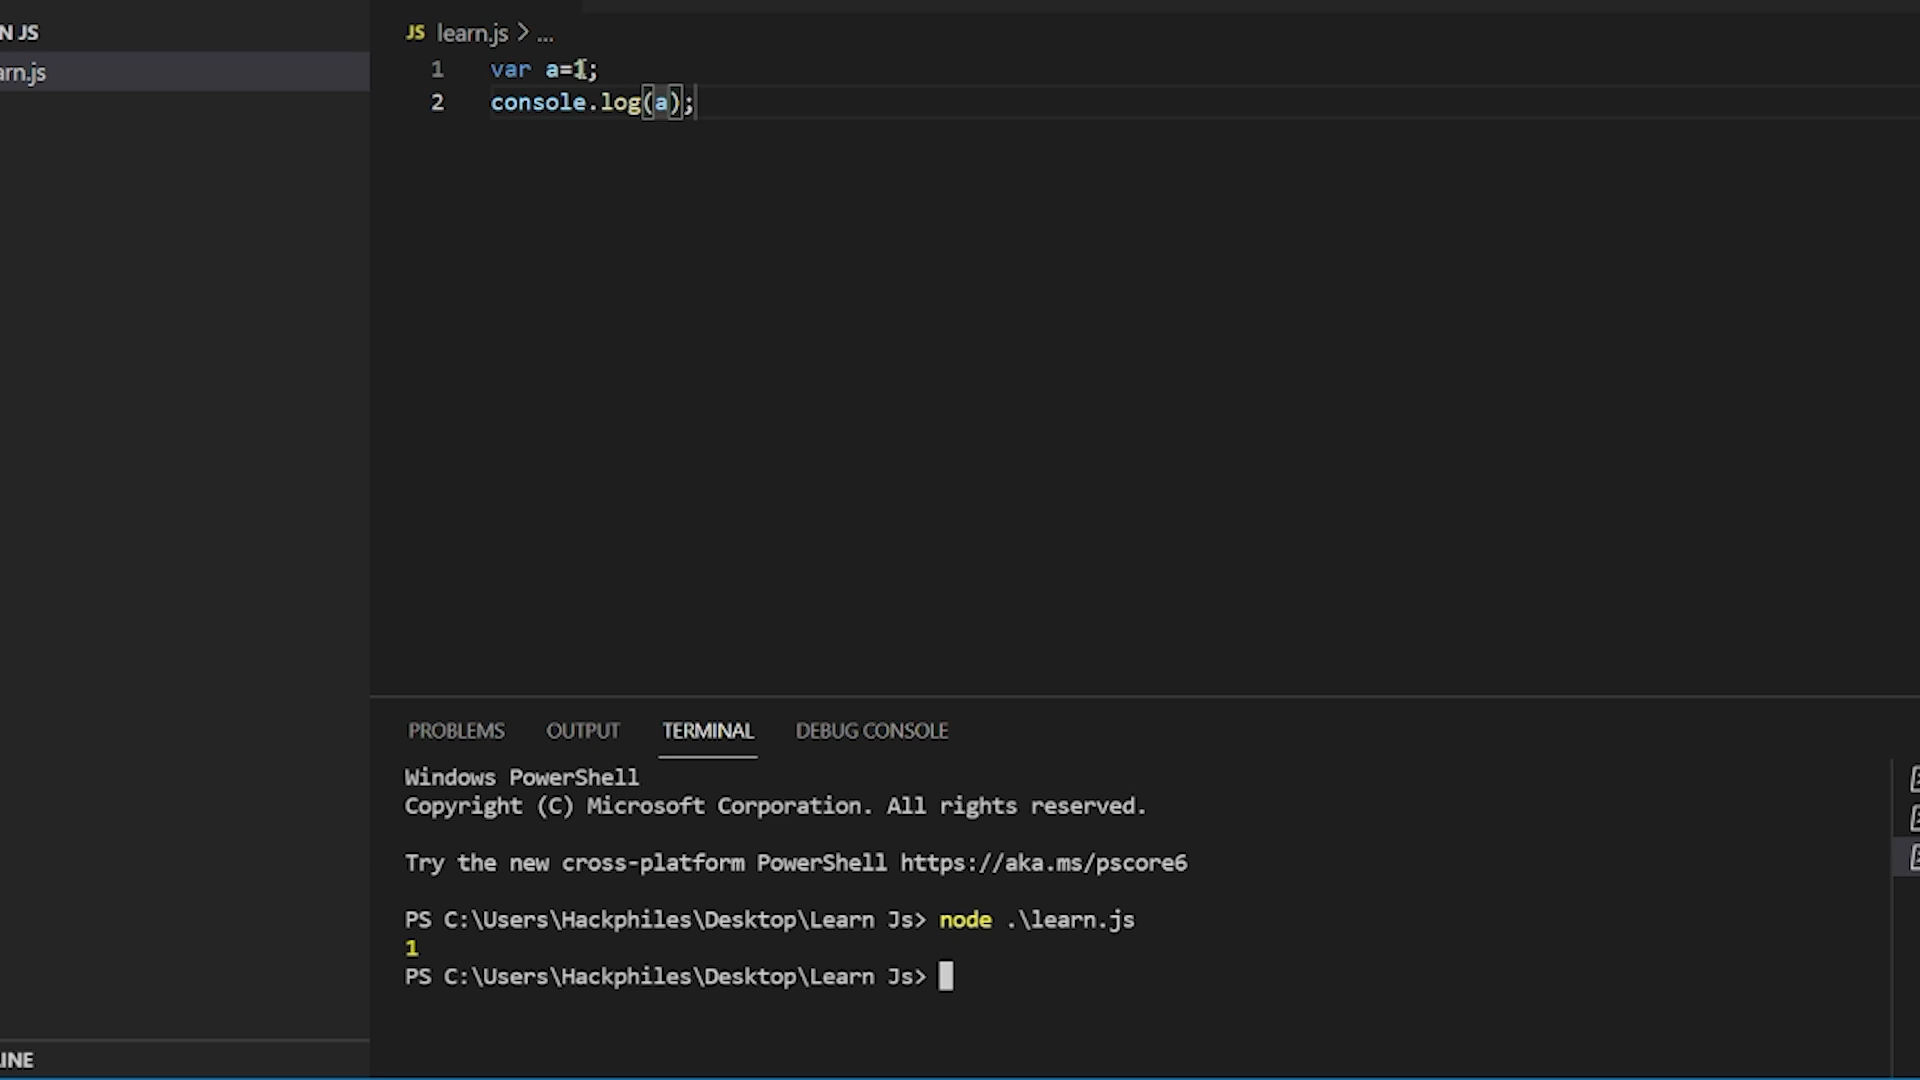 N JS
arn.js
JS learn.js > ...
1 var a=1;
2 console.log(a);
PROBLEMS OUTPUT TERMINAL DEBUG CONSOLE
Windows PowerShell
Copyright (C) Microsoft Corporation. All rights reserved.
Try the new cross-platform PowerShell https://aka.ms/pscore6
PS C:\Users\Hackphiles\Desktop\Learn Js> node .\learn.js
1
PS C:\Users\Hackphiles\Desktop\Learn Js>
INE